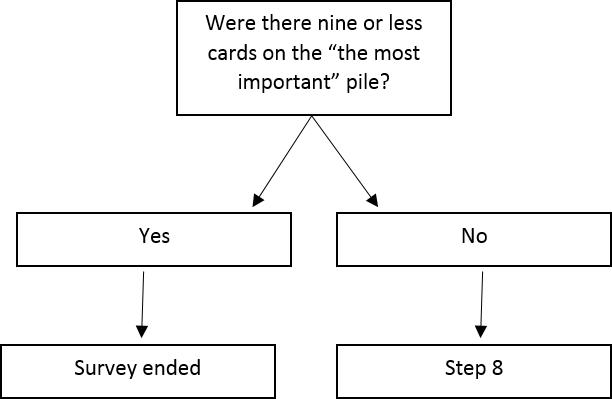 Were there nine or less
cards on the “the most
important” pile?
Yes
No
Survey ended
Step 8